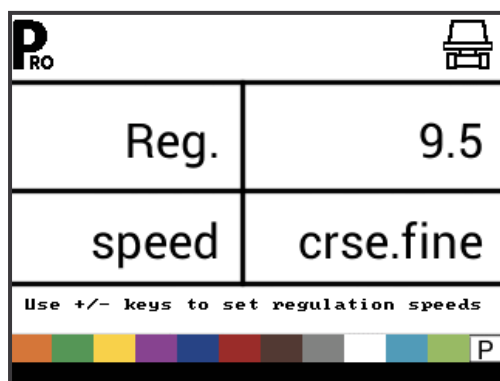 PRO
Reg. 9.5
speed crse.fine
Use +/- keys to set regulation speeds
P